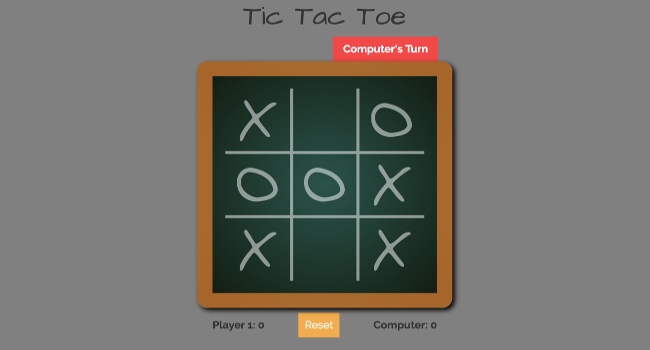 Tic Tac Toe
Computer's Turn
X O
O O X
X X
Player 1: 0 Reset Computer: 0